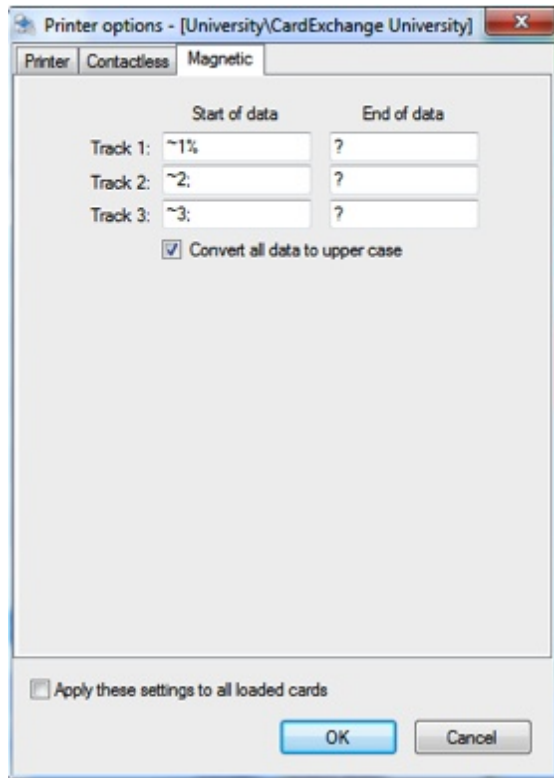 Printer options - [University\CardExchange University]
Printer Contactless Magnetic
Start of data End of data
Track 1: ~1% ?
Track 2: ~2; ?
Track 3: ~3; ?
Convert all data to upper case
Apply these settings to all loaded cards
OK Cancel